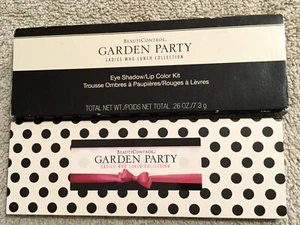 BEAUTICONTROL®
GARDEN PARTY
LADIES WHO LUNCH COLLECTION
Eye Shadow/Lip Color Kit
Trousse Ombres à Paupières/Rouges à Lèvres
TOTAL NET WT./POIDS NET TOTAL .26 OZ./7.3 g
BEAUTICONTROL®
GARDEN PARTY
LADIES WHO LUNCH COLLECTION